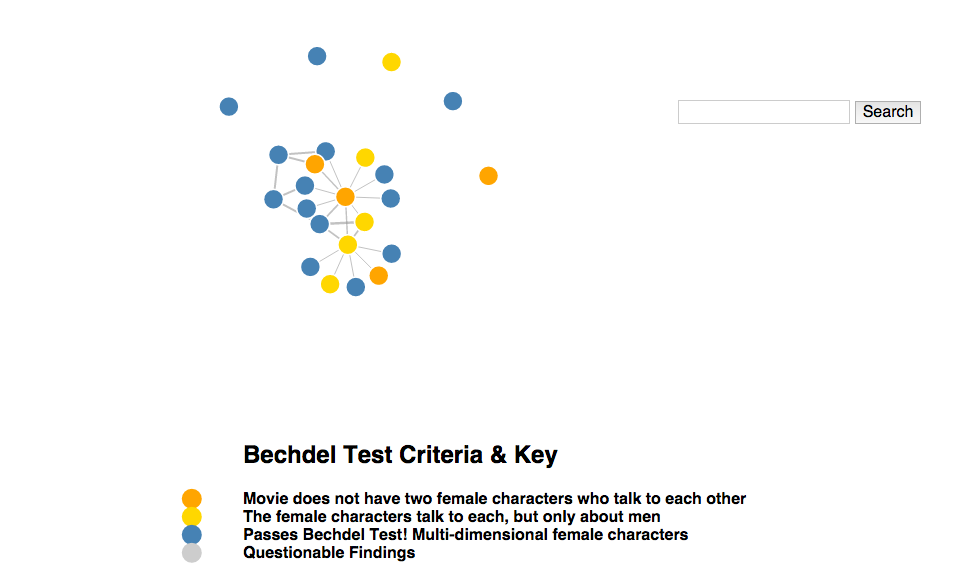 Search
Bechdel Test Criteria & Key
Movie does not have two female characters who talk to each other
The female characters talk to each, but only about men
Passes Bechdel Test! Multi-dimensional female characters
Questionable Findings